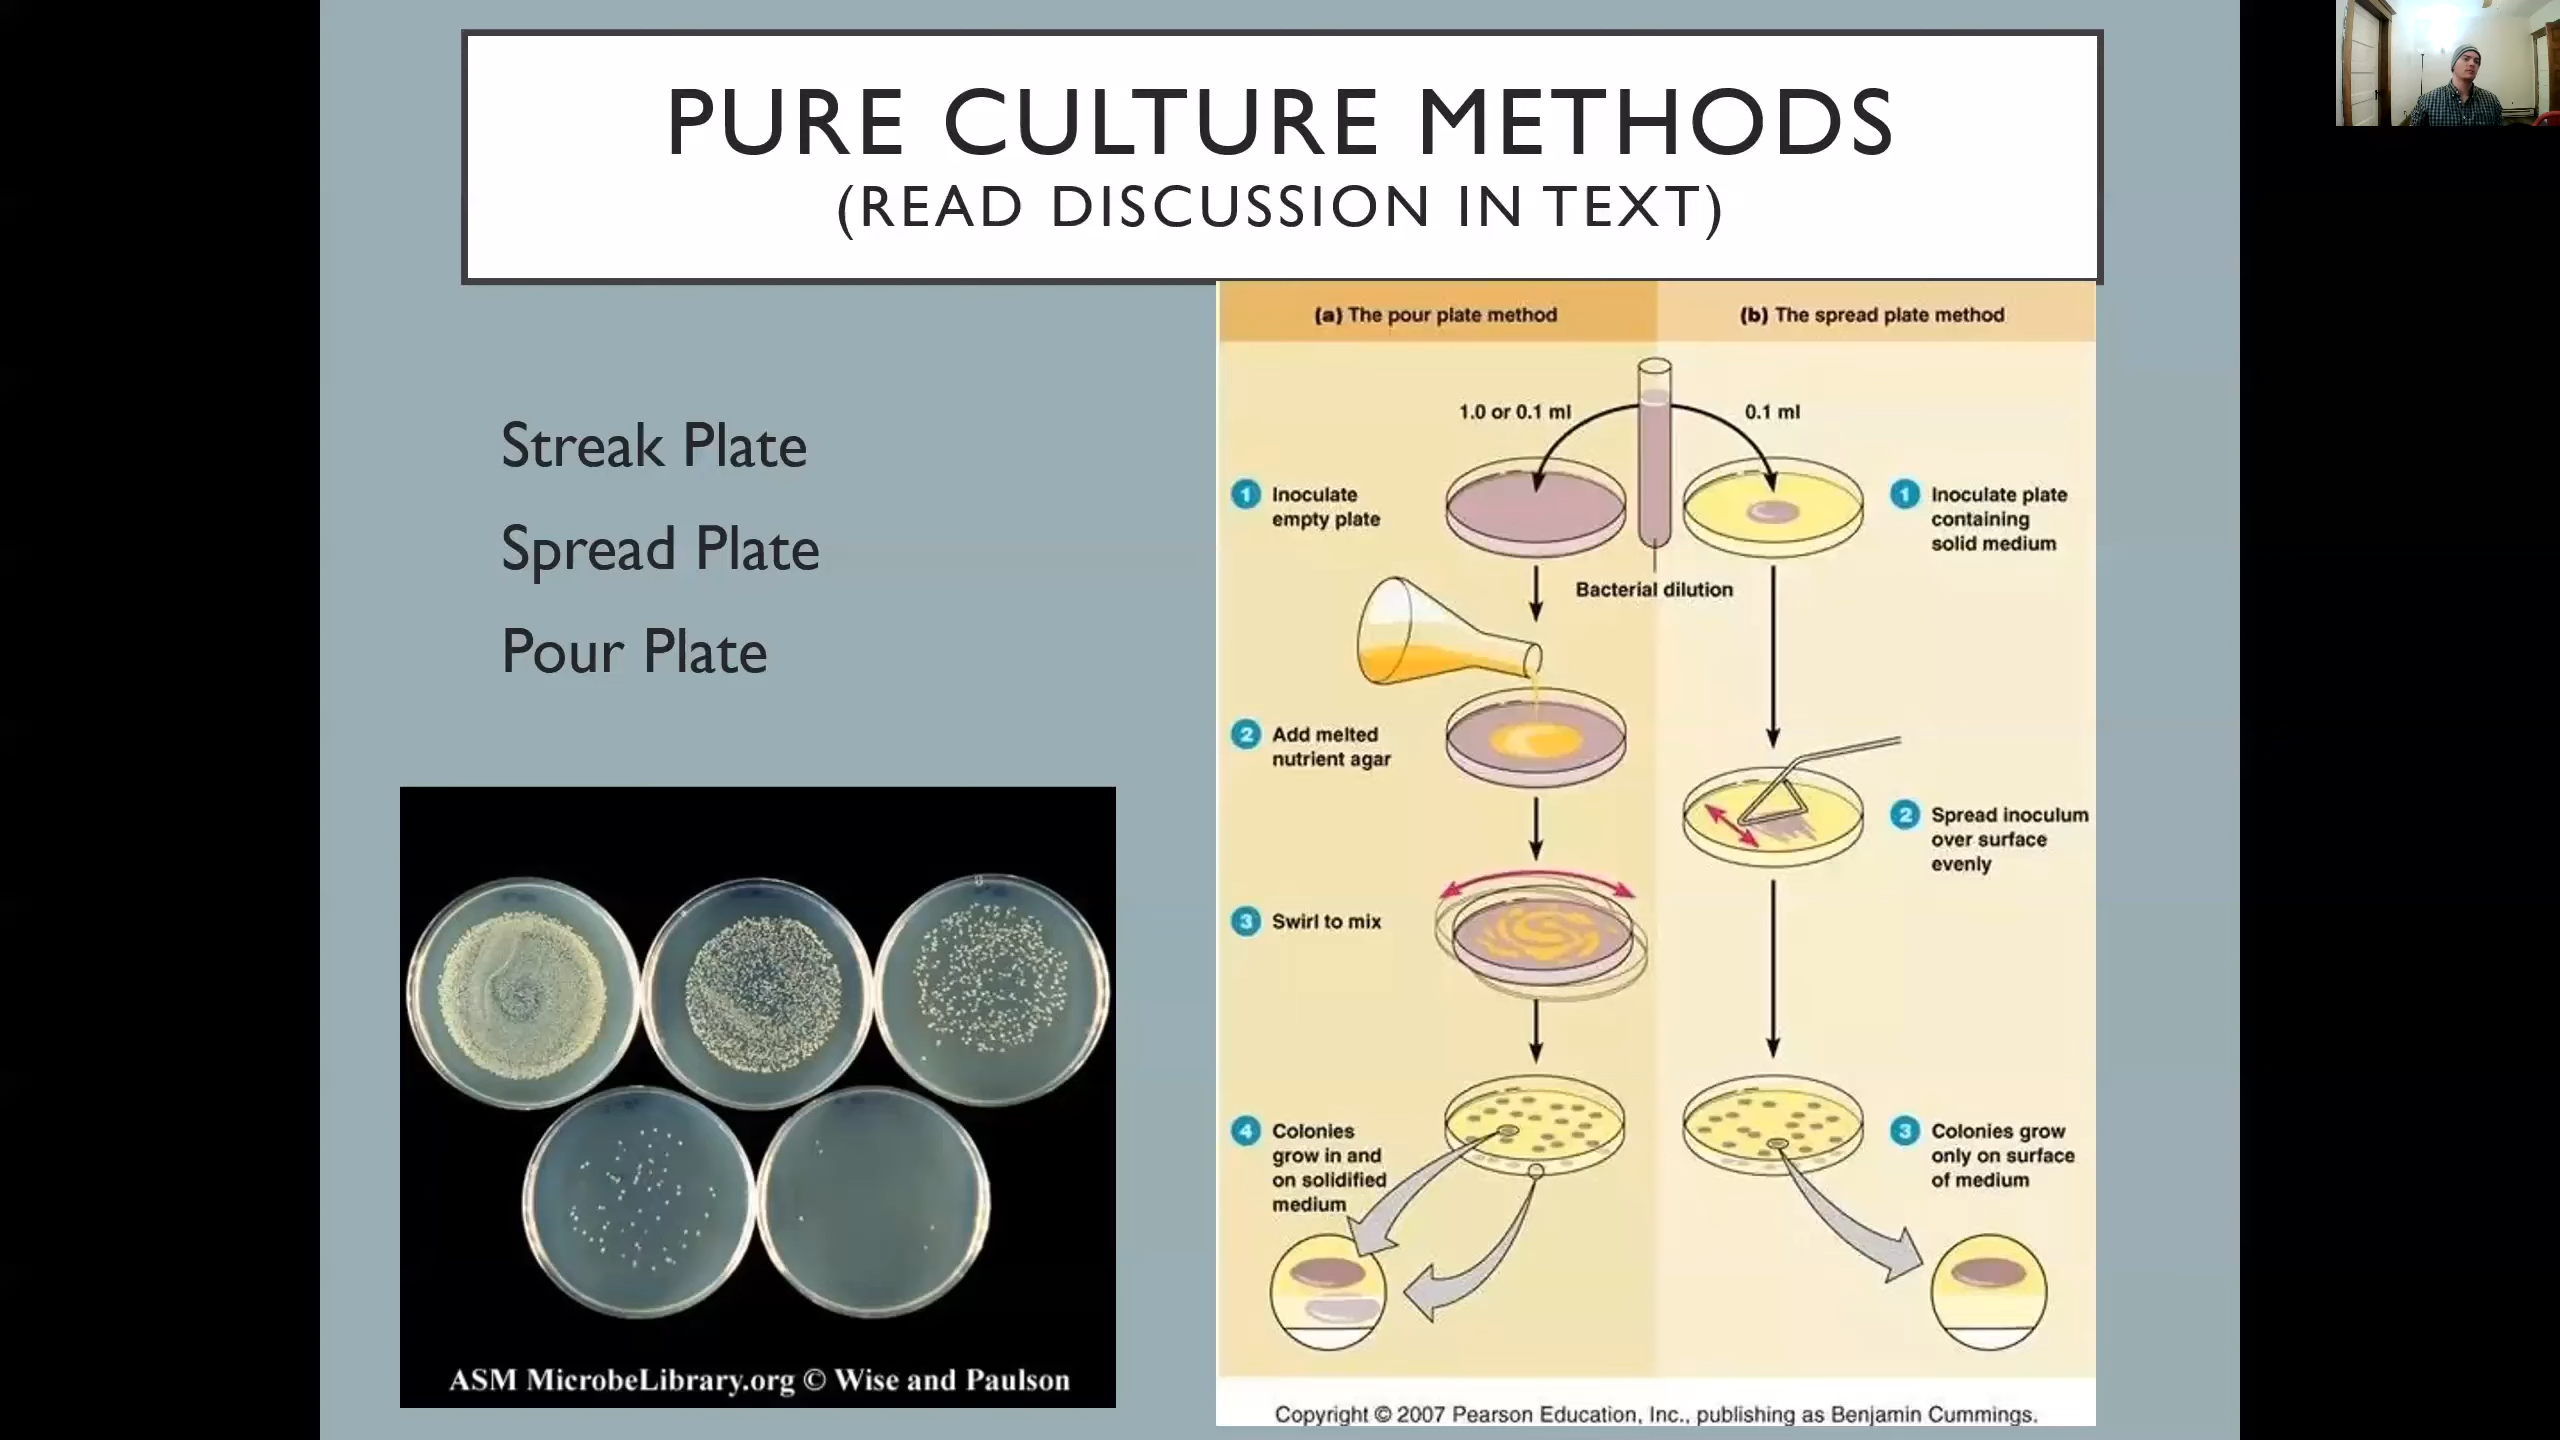 PURE CULTURE METHODS
(READ DISCUSSION IN TEXT)
Streak Plate
Spread Plate
Pour Plate
ASM MicrobeLibrary.org © Wise and Paulson
(a) The pour plate method
(b) The spread plate method
1.0 or 0.1 ml
0.1 ml
1 Inoculate
empty plate
1 Inoculate plate
containing
solid medium
Bacterial dilution
2 Add melted
nutrient agar
2 Spread inoculum
over surface
evenly
3 Swirl to mix
4 Colonies
grow in and
on solidified
medium
3 Colonies grow
only on surface
of medium
Copyright © 2007 Pearson Education, Inc., publishing as Benjamin Cummings.